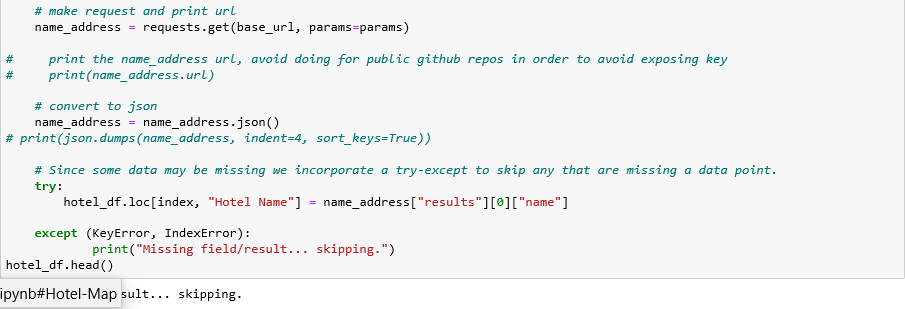 # make request and print url
name_address = requests.get(base_url, params=params)
#     print the name_address url, avoid doing for public github repos in order to avoid exposing key
#     print(name_address.url)
# convert to json
name_address = name_address.json()
# print(json.dumps(name_address, indent=4, sort_keys=True))
# Since some data may be missing we incorporate a try-except to skip any that are missing a data point.
try:
hotel_df.loc[index, "Hotel Name"] = name_address["results"][0]["name"]
except (KeyError, IndexError):
print("Missing field/result... skipping.")
hotel_df.head()
ipynb#Hotel-Map sult... skipping.